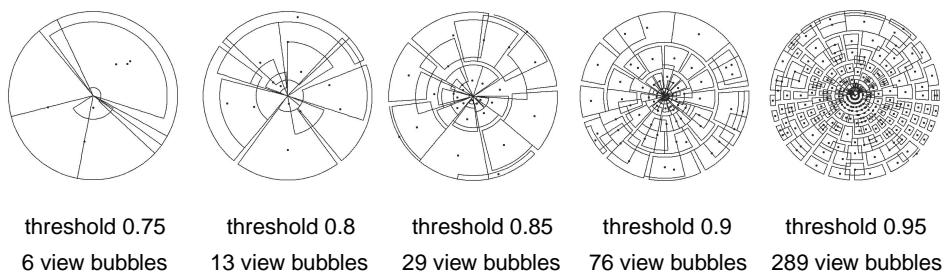 threshold 0.75 threshold 0.8 threshold 0.85 threshold 0.9 threshold 0.95
6 view bubbles 13 view bubbles 29 view bubbles 76 view bubbles 289 view bubbles